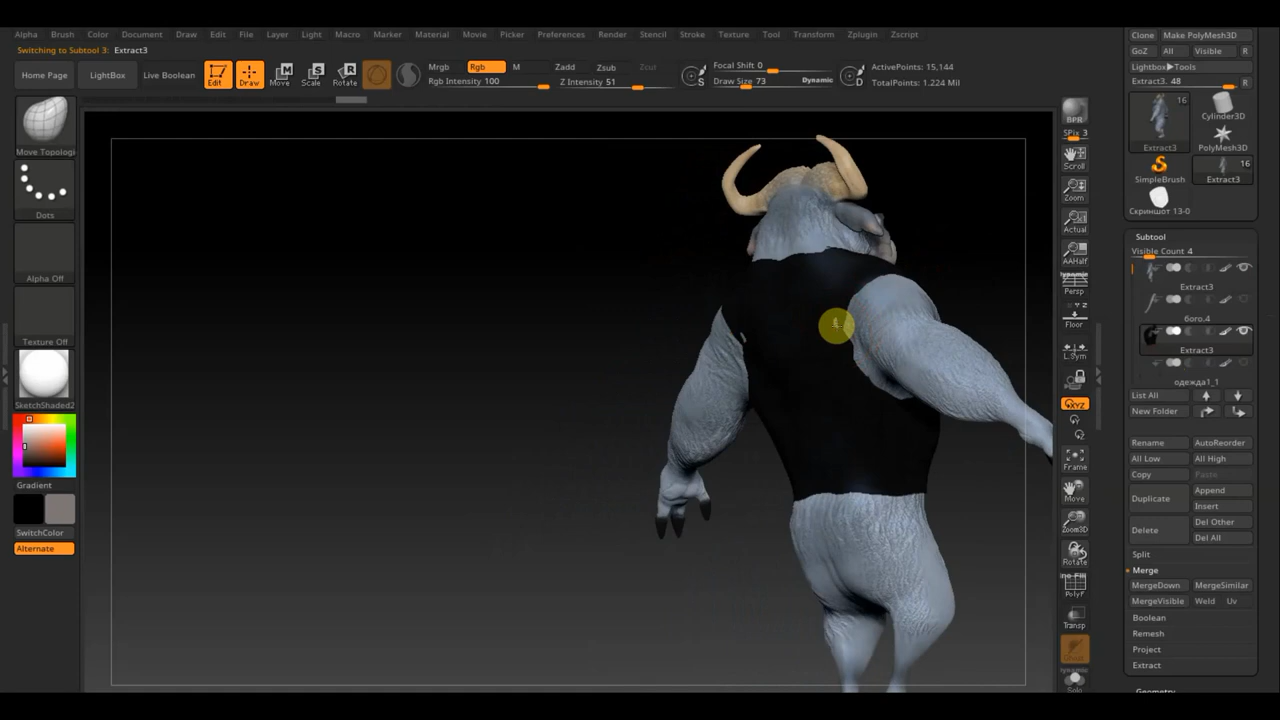 Alpha Brush Color Document Draw Edit File Layer Light Macro Marker Material Movie Picker Preferences Render Stencil Stroke Texture Tool Transform Zplugin Zscript
Switching to Subtool 3: Extract3
Home Page
LightBox
Live Boolean
Edit
Draw
Move
Scale
Rotate
Mrgb
Rgb
M
Rgb Intensity 100
Zadd
Zsub
Zcut
Z Intensity 51
S
Focal Shift 0
Draw Size 73
Dynamic
D
ActivePoints: 15,144
TotalPoints: 1.224 Mil
Move Topologi
Dots
Alpha Off
Texture Off
SketchShaded2
Gradient
SwitchColor
Alternate
BPR
SPix 3
Scroll
Zoom
Actual
AAHalf
Persp
Floor
L.Sym
XYZ
Frame
Move
Zoom3D
Rotate
PolyF
Transp
Solo
Clone
Make PolyMesh3D
GoZ
All
Visible
R
Lightbox▶Tools
Extract3. 48
R
16
Extract3
Cylinder3D
PolyMesh3D
SimpleBrush
16
Extract3
Скриншот 13-0
Subtool
Visible Count 4
Extract3
бого.4
Extract3
одежда1_1
List All
New Folder
Rename
AutoReorder
All Low
All High
Copy
Paste
Duplicate
Append
Insert
Delete
Del Other
Del All
Split
Merge
MergeDown
MergeSimilar
MergeVisible
Weld
Uv
Boolean
Remesh
Project
Extract
Geometry